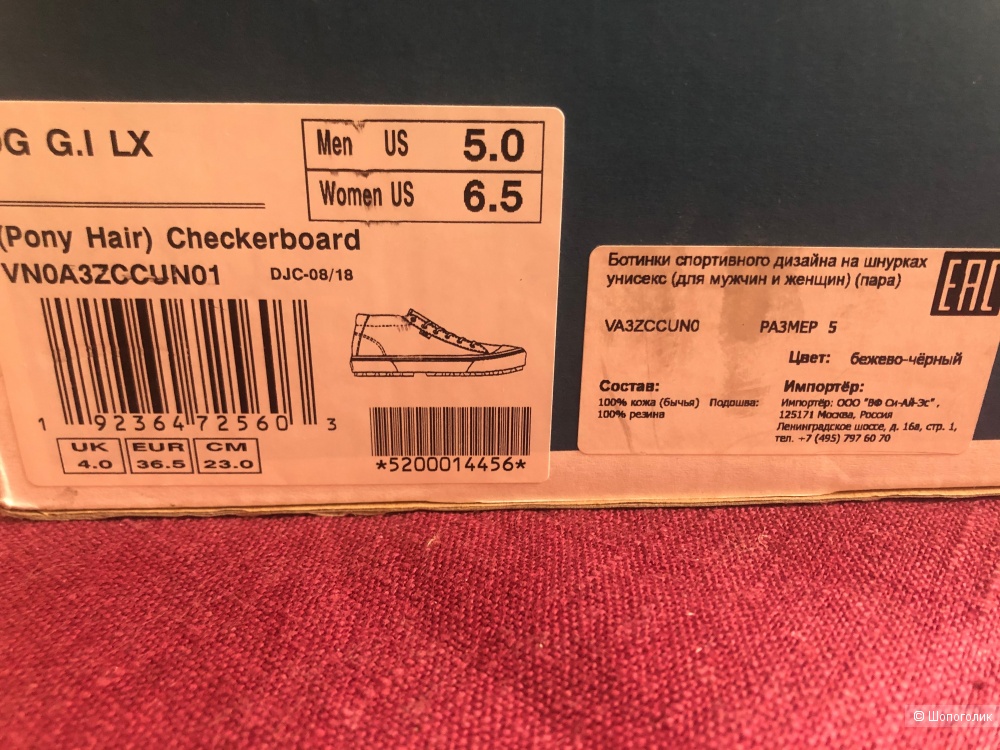 OG G.I LX
Men US 5.0
Women US 6.5
(Pony Hair) Checkerboard
VN0A3ZCCUN01 DJC-08/18
1 92364 72560 3
UK EUR CM
4.0 36.5 23.0
*5200014456*
Ботинки спортивного дизайна на шнурках
унисекс (для мужчин и женщин) (пара)
EAC
VA3ZCCUN0 РАЗМЕР 5
Цвет: бежево-чёрный
Состав:
100% кожа (бычья) Подошва:
100% резина
Импортёр:
Импортёр: ООО "ВФ Си-Ай-Эс" ,
125171 Москва, Россия
Ленинградское шоссе, д. 16а, стр. 1,
тел. +7 (495) 797 60 70
© Шопоголик